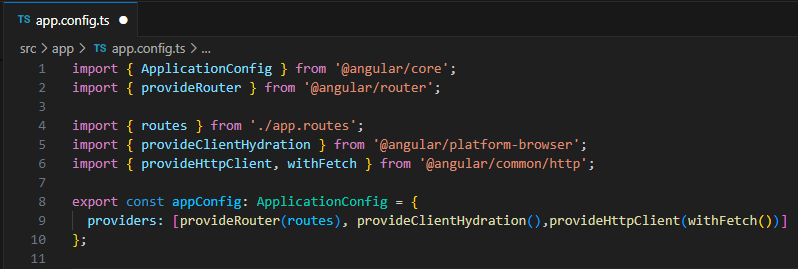 TS app.config.ts ●
src > app > TS app.config.ts > ...
1 import { ApplicationConfig } from '@angular/core';
2 import { provideRouter } from '@angular/router';
3
4 import { routes } from './app.routes';
5 import { provideClientHydration } from '@angular/platform-browser';
6 import { provideHttpClient, withFetch } from '@angular/common/http';
7
8 export const appConfig: ApplicationConfig = {
9   providers: [provideRouter(routes), provideClientHydration(),provideHttpClient(withFetch())]
10 };
11